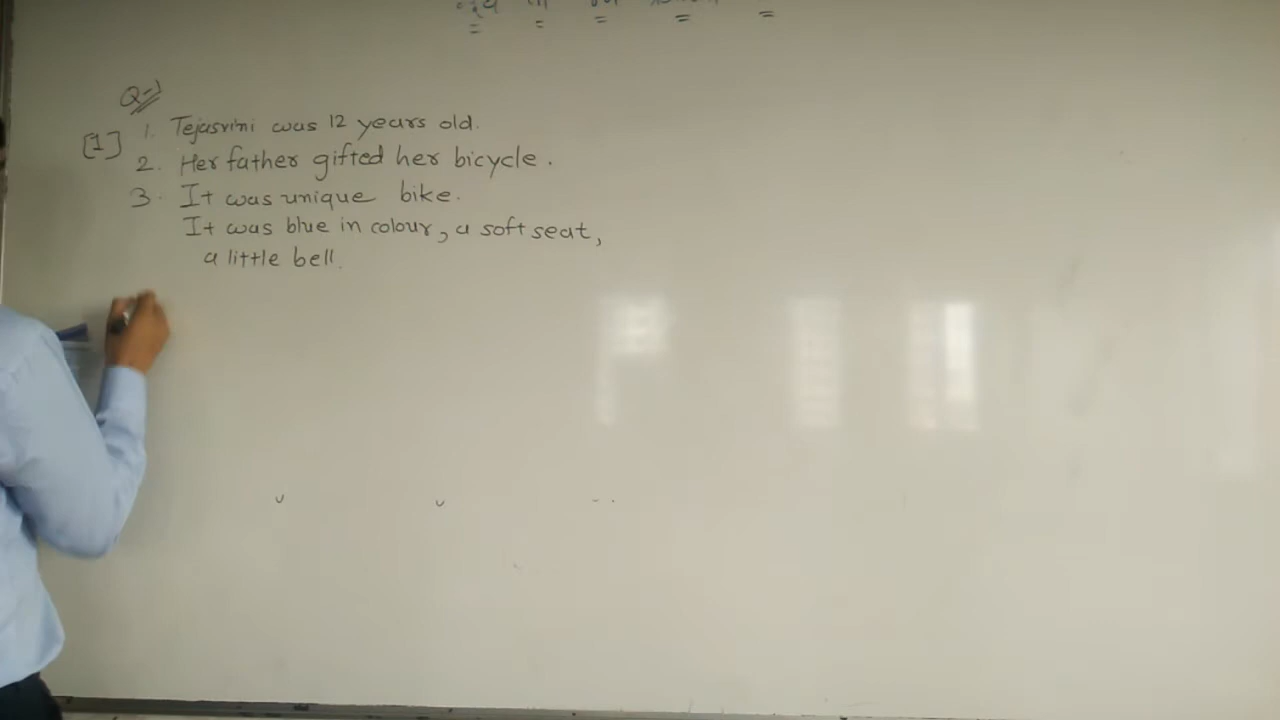 Q-1
[1] 1. Tejasvini was 12 years old.
2. Her father gifted her bicycle.
3. It was unique bike.
It was blue in colour, a soft seat,
a little bell.